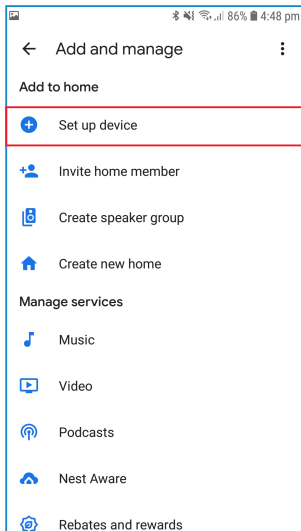 86% 4:48 pm
Add and manage
Add to home
Set up device
Invite home member
Create speaker group
Create new home
Manage services
Music
Video
Podcasts
Nest Aware
Rebates and rewards